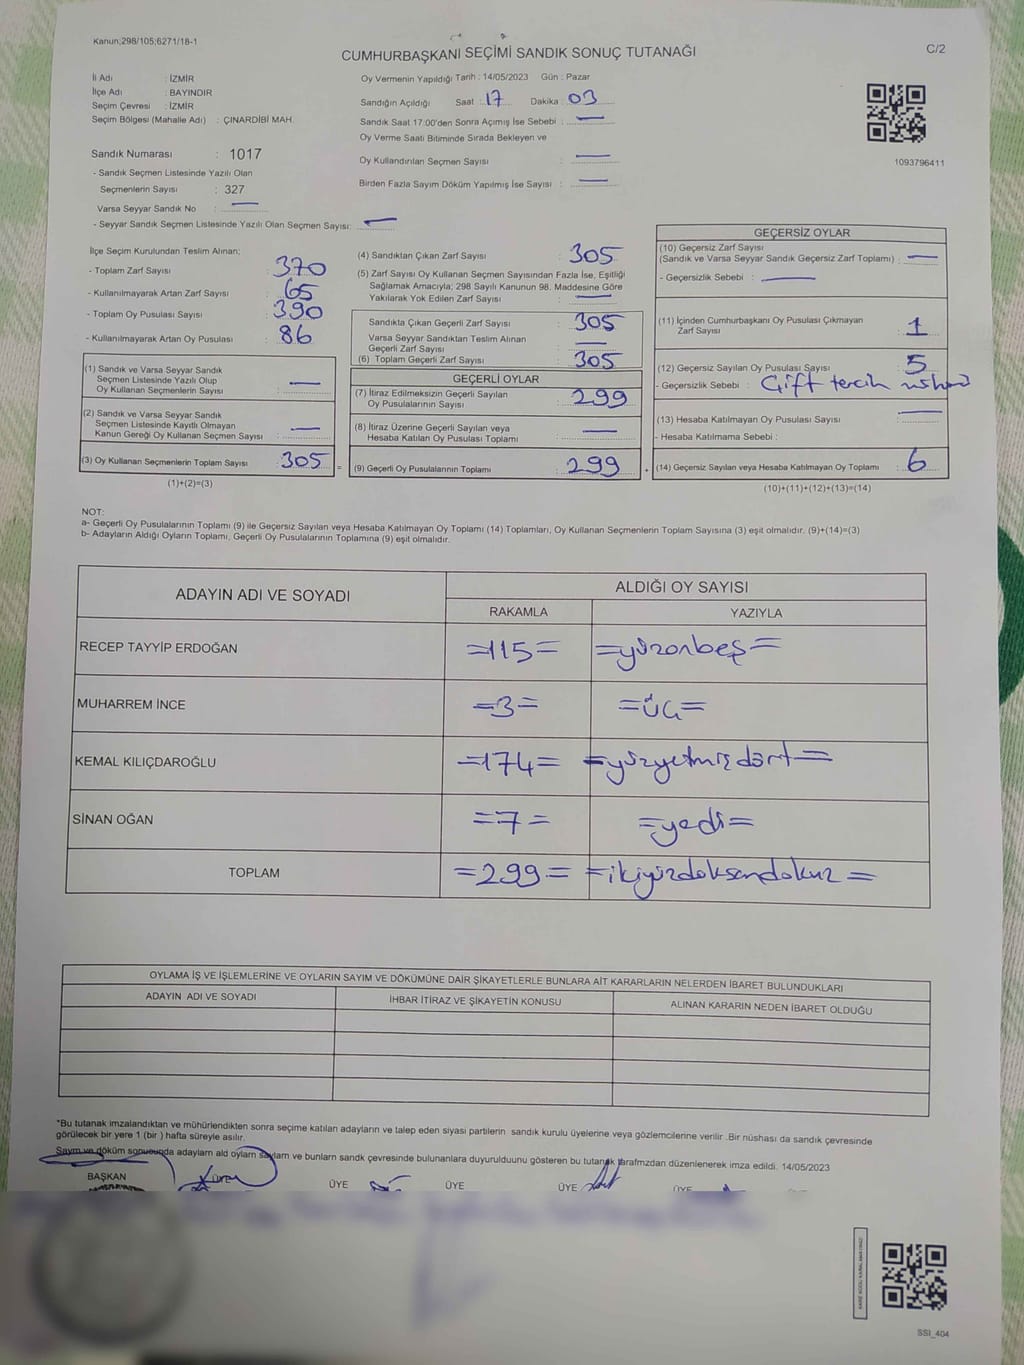 Kanun;298/105;6271/18-1
CUMHURBAŞKANI SEÇİMİ SANDIK SONUÇ TUTANAĞI
C/2
İl Adı : İZMİR
İlçe Adı : BAYINDIR
Seçim Çevresi : İZMİR
Seçim Bölgesi (Mahalle Adı) : ÇINARDİBİ MAH.
Sandık Numarası : 1017
- Sandık Seçmen Listesinde Yazılı Olan
Seçmenlerin Sayısı : 327
Varsa Seyyar Sandık No : —
- Seyyar Sandık Seçmen Listesinde Yazılı Olan Seçmen Sayısı: —
Oy Vermenin Yapıldığı Tarih : 14/05/2023 Gün : Pazar
Sandığın Açıldığı Saat : 17 Dakika : 03
Sandık Saat 17.00'den Sonra Açımış İse Sebebi : —
Oy Verme Saati Bitiminde Sırada Bekleyen ve
Oy Kullandırılan Seçmen Sayısı : —
Birden Fazla Sayım Döküm Yapılmış İse Sayısı : —
1093796411
İlçe Seçim Kurulundan Teslim Alınan;
- Toplam Zarf Sayısı : 370
- Kullanılmayarak Artan Zarf Sayısı : 65
- Toplam Oy Pusulası Sayısı : 390
- Kullanılmayarak Artan Oy Pusulası : 86
(1) Sandık ve Varsa Seyyar Sandık
Seçmen Listesinde Yazılı Olup
Oy Kullanan Seçmenlerin Sayısı : —
(2) Sandık ve Varsa Seyyar Sandık
Seçmen Listesinde Kayıtlı Olmayan
Kanun Gereği Oy Kullanan Seçmen Sayısı : —
(3) Oy Kullanan Seçmenlerin Toplam Sayısı : 305 =
(1)+(2)=(3)
(4) Sandıktan Çıkan Zarf Sayısı : 305
(5) Zarf Sayısı Oy Kullanan Seçmen Sayısından Fazla İse, Eşitliği
Sağlamak Amacıyla; 298 Sayılı Kanunun 98. Maddesine Göre
Yakılarak Yok Edilen Zarf Sayısı : —
Sandıkta Çıkan Geçerli Zarf Sayısı : 305
Varsa Seyyar Sandıktan Teslim Alınan
Geçerli Zarf Sayısı : —
(6) Toplam Geçerli Zarf Sayısı : 305
GEÇERLİ OYLAR
(7) İtiraz Edilmeksizin Geçerli Sayılan
Oy Pusulalarının Sayısı : 299
(8) İtiraz Üzerine Geçerli Sayılan veya
Hesaba Katılan Oy Pusulası Toplamı : —
(9) Geçerli Oy Pusulalarının Toplamı : 299 +
GEÇERSİZ OYLAR
(10) Geçersiz Zarf Sayısı
(Sandık ve Varsa Seyyar Sandık Geçersiz Zarf Toplamı) : —
- Geçersizlik Sebebi : —
(11) İçinden Cumhurbaşkanı Oy Pusulası Çıkmayan
Zarf Sayısı : 1
(12) Geçersiz Sayılan Oy Pusulası Sayısı : 5
- Geçersizlik Sebebi : Çift tercih
(13) Hesaba Katılmayan Oy Pusulası Sayısı : —
- Hesaba Katılmama Sebebi :
(14) Geçersiz Sayılan veya Hesaba Katılmayan Oy Toplamı : 6
(10)+(11)+(12)+(13)=(14)
NOT:
a- Geçerli Oy Pusulalarının Toplamı (9) ile Geçersiz Sayılan veya Hesaba Katılmayan Oy Toplamı (14) Toplamları, Oy Kullanan Seçmenlerin Toplam Sayısına (3) eşit olmalıdır. (9)+(14)=(3)
b- Adayların Aldığı Oyların Toplamı, Geçerli Oy Pusulalarının Toplamına (9) eşit olmalıdır.
ADAYIN ADI VE SOYADI ALDIĞI OY SAYISI
RAKAMLA YAZIYLA
RECEP TAYYİP ERDOĞAN =115= =yüzonbeş=
MUHARREM İNCE =3= =üç=
KEMAL KILIÇDAROĞLU =174= =yüzyetmişdört=
SİNAN OĞAN =7= =yedi=
TOPLAM =299= =ikiyüzdoksandokuz=
OYLAMA İŞ VE İŞLEMLERİNE VE OYLARIN SAYIM VE DÖKÜMÜNE DAİR ŞİKAYETLERLE BUNLARA AİT KARARLARIN NELERDEN İBARET BULUNDUKLARI
ADAYIN ADI VE SOYADI İHBAR İTİRAZ VE ŞİKAYETİN KONUSU ALINAN KARARIN NEDEN İBARET OLDUĞU
*Bu tutanak imzalandıktan ve mühürlendikten sonra seçime katılan adayların ve talep eden siyasi partilerin sandık kurulu üyelerine veya gözlemcilerine verilir .Bir nüshası da sandık çevresinde
görülecek bir yere 1 (bir ) hafta süreyle asılır.
Sayım ve döküm sonucunda adayların ald oyların sayların ve bunların sandk çevresinde bulunanlara duyurulduunu gösteren bu tutanak tarafmzdan düzenlenerek imza edildi. 14/05/2023
BAŞKAN ÜYE ÜYE ÜYE ÜYE ÜYE
SSİ_404